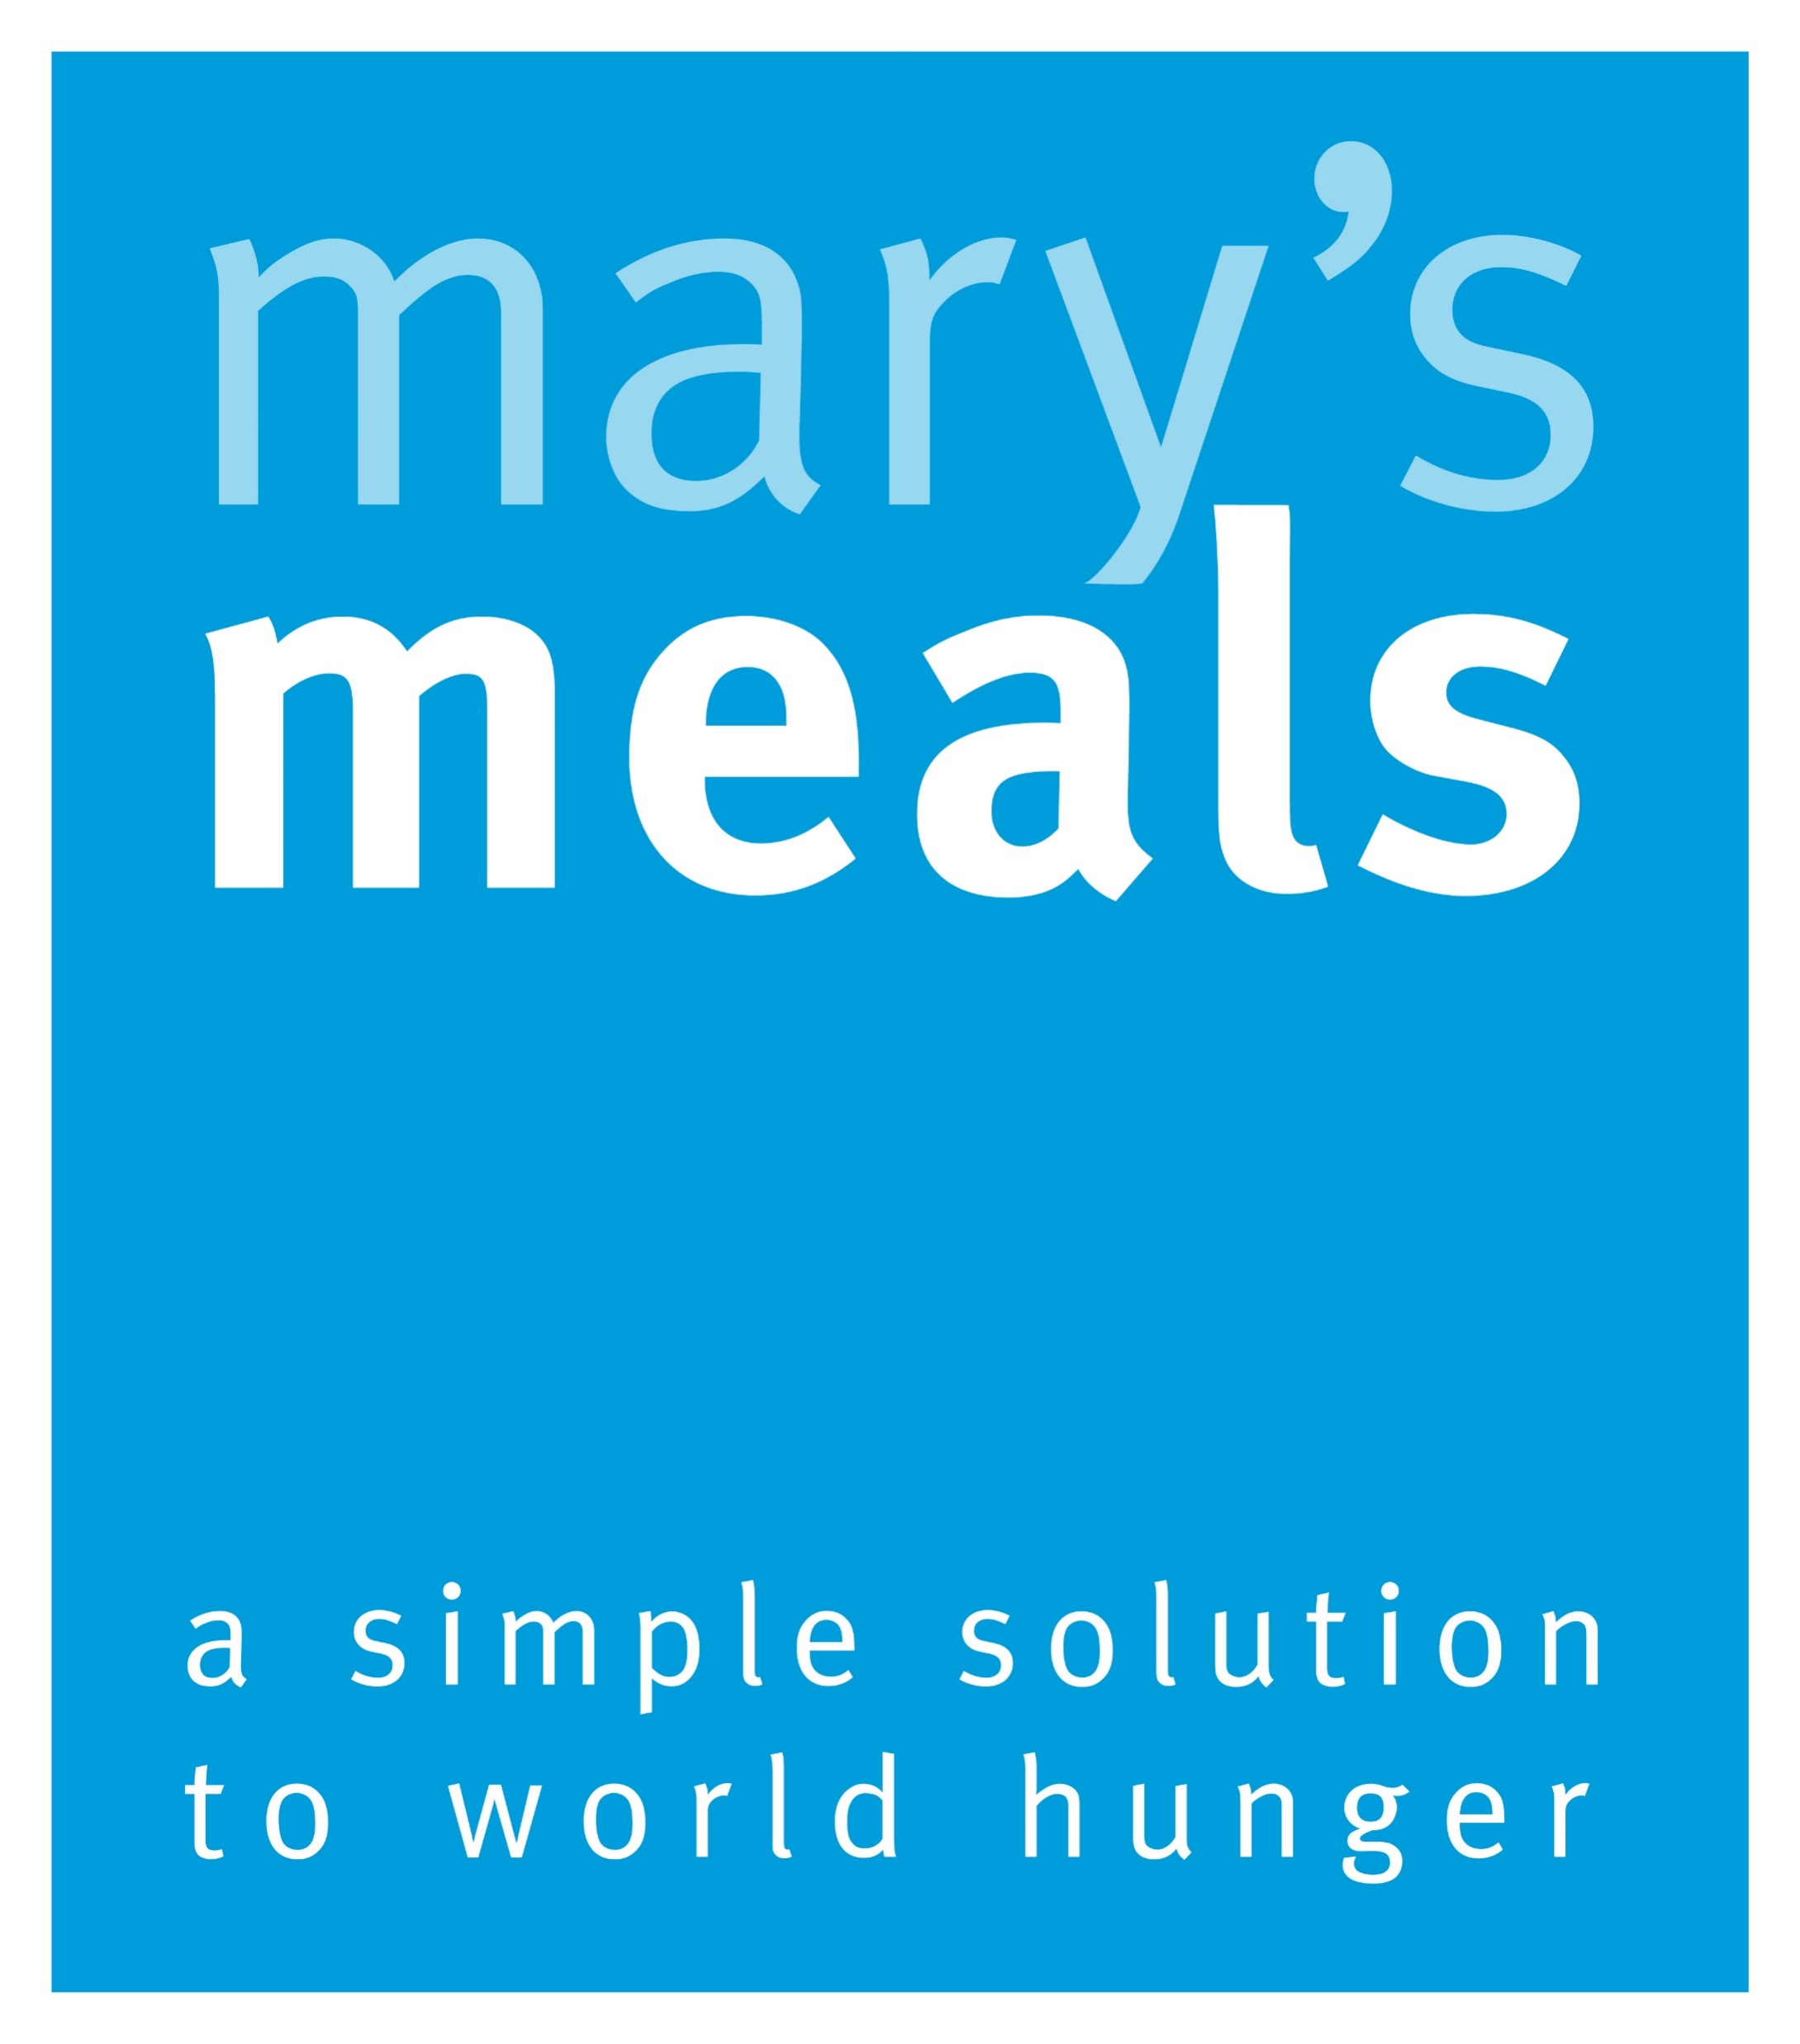 mary’s
meals
a simple solution
to world hunger